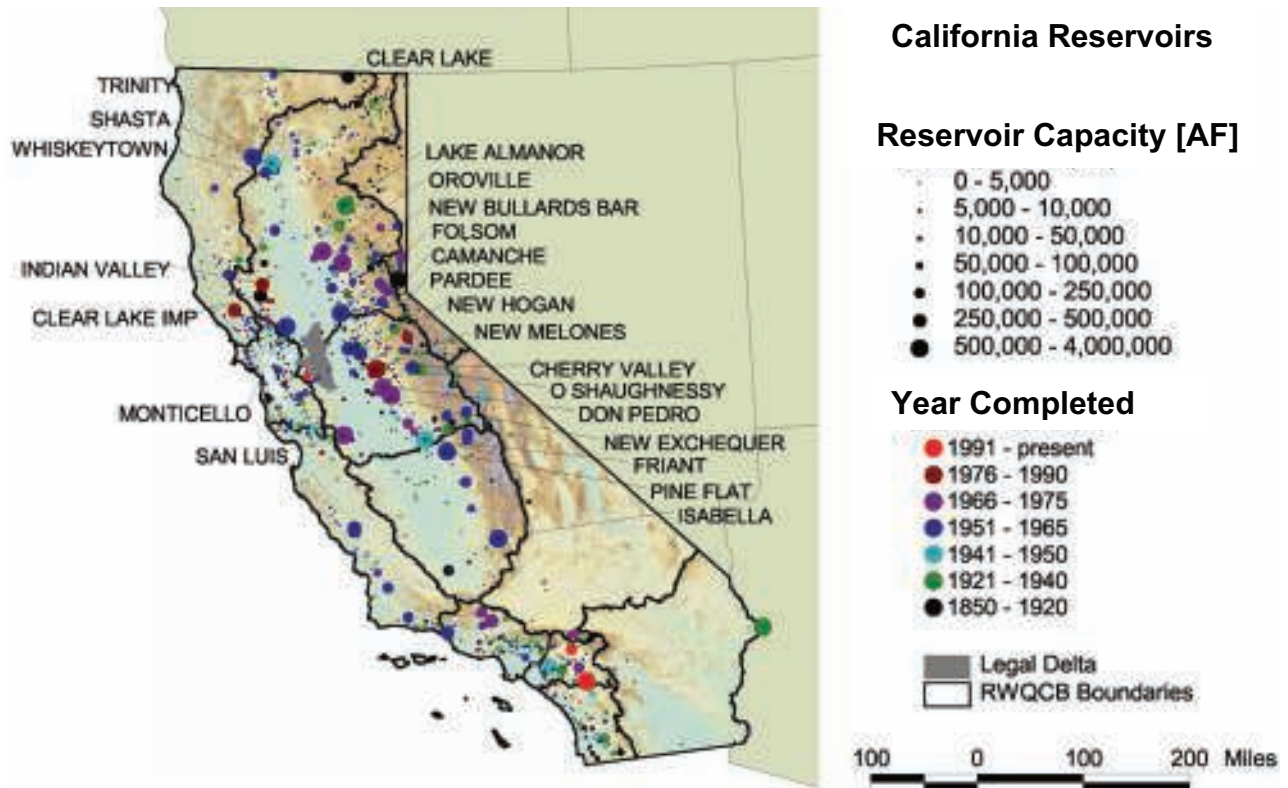 CLEAR LAKE
TRINITY
SHASTA
WHISKEYTOWN
INDIAN VALLEY
CLEAR LAKE IMP
MONTICELLO
SAN LUIS
LAKE ALMANOR
OROVILLE
NEW BULLARDS BAR
FOLSOM
CAMANCHE
PARDEE
NEW HOGAN
NEW MELONES
CHERRY VALLEY
O SHAUGHNESSY
DON PEDRO
NEW EXCHEQUER
FRIANT
PINE FLAT
ISABELLA
California Reservoirs
Reservoir Capacity [AF]
0 - 5,000
5,000 - 10,000
10,000 - 50,000
50,000 - 100,000
100,000 - 250,000
250,000 - 500,000
500,000 - 4,000,000
Year Completed
1991 - present
1976 - 1990
1966 - 1975
1951 - 1965
1941 - 1950
1921 - 1940
1850 - 1920
Legal Delta
RWQCB Boundaries
100 0 100 200 Miles